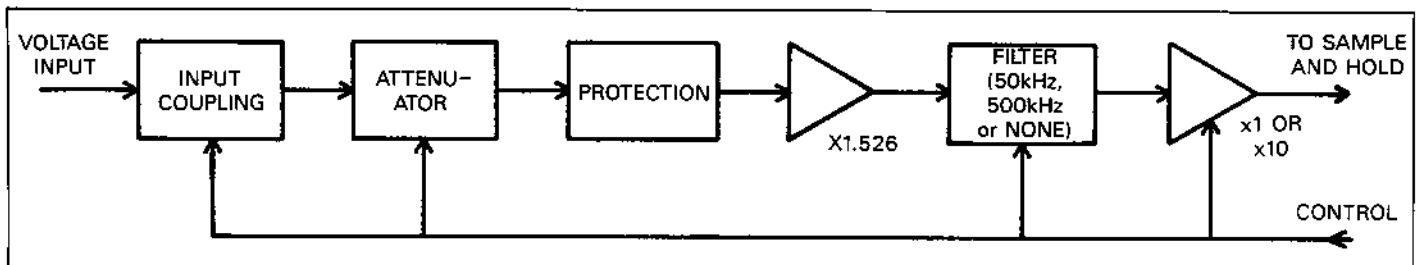 VOLTAGE
INPUT
INPUT
COUPLING
ATTENU-
ATOR
PROTECTION
X1.526
FILTER
(50kHz,
500kHz
or NONE)
x1 OR
x10
TO SAMPLE
AND HOLD
CONTROL